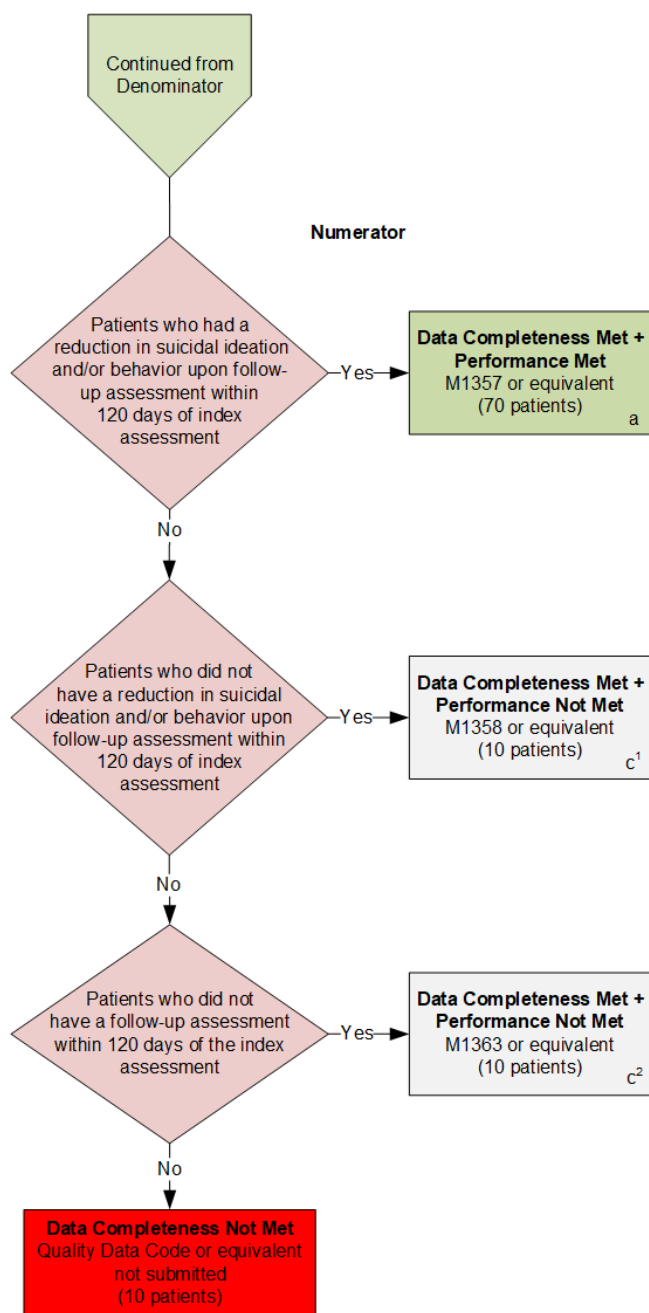 Continued from
Denominator
Numerator
Patients who had a
reduction in suicidal ideation
and/or behavior upon follow-
up assessment within
120 days of index
assessment
Yes
Data Completeness Met +
Performance Met
M1357 or equivalent
(70 patients)
a
No
Patients who did not
have a reduction in suicidal
ideation and/or behavior upon
follow-up assessment within
120 days of index
assessment
Yes
Data Completeness Met +
Performance Not Met
M1358 or equivalent
(10 patients)
c¹
No
Patients who did not
have a follow-up assessment
within 120 days of the index
assessment
Yes
Data Completeness Met +
Performance Not Met
M1363 or equivalent
(10 patients)
c²
No
Data Completeness Not Met
Quality Data Code or equivalent
not submitted
(10 patients)